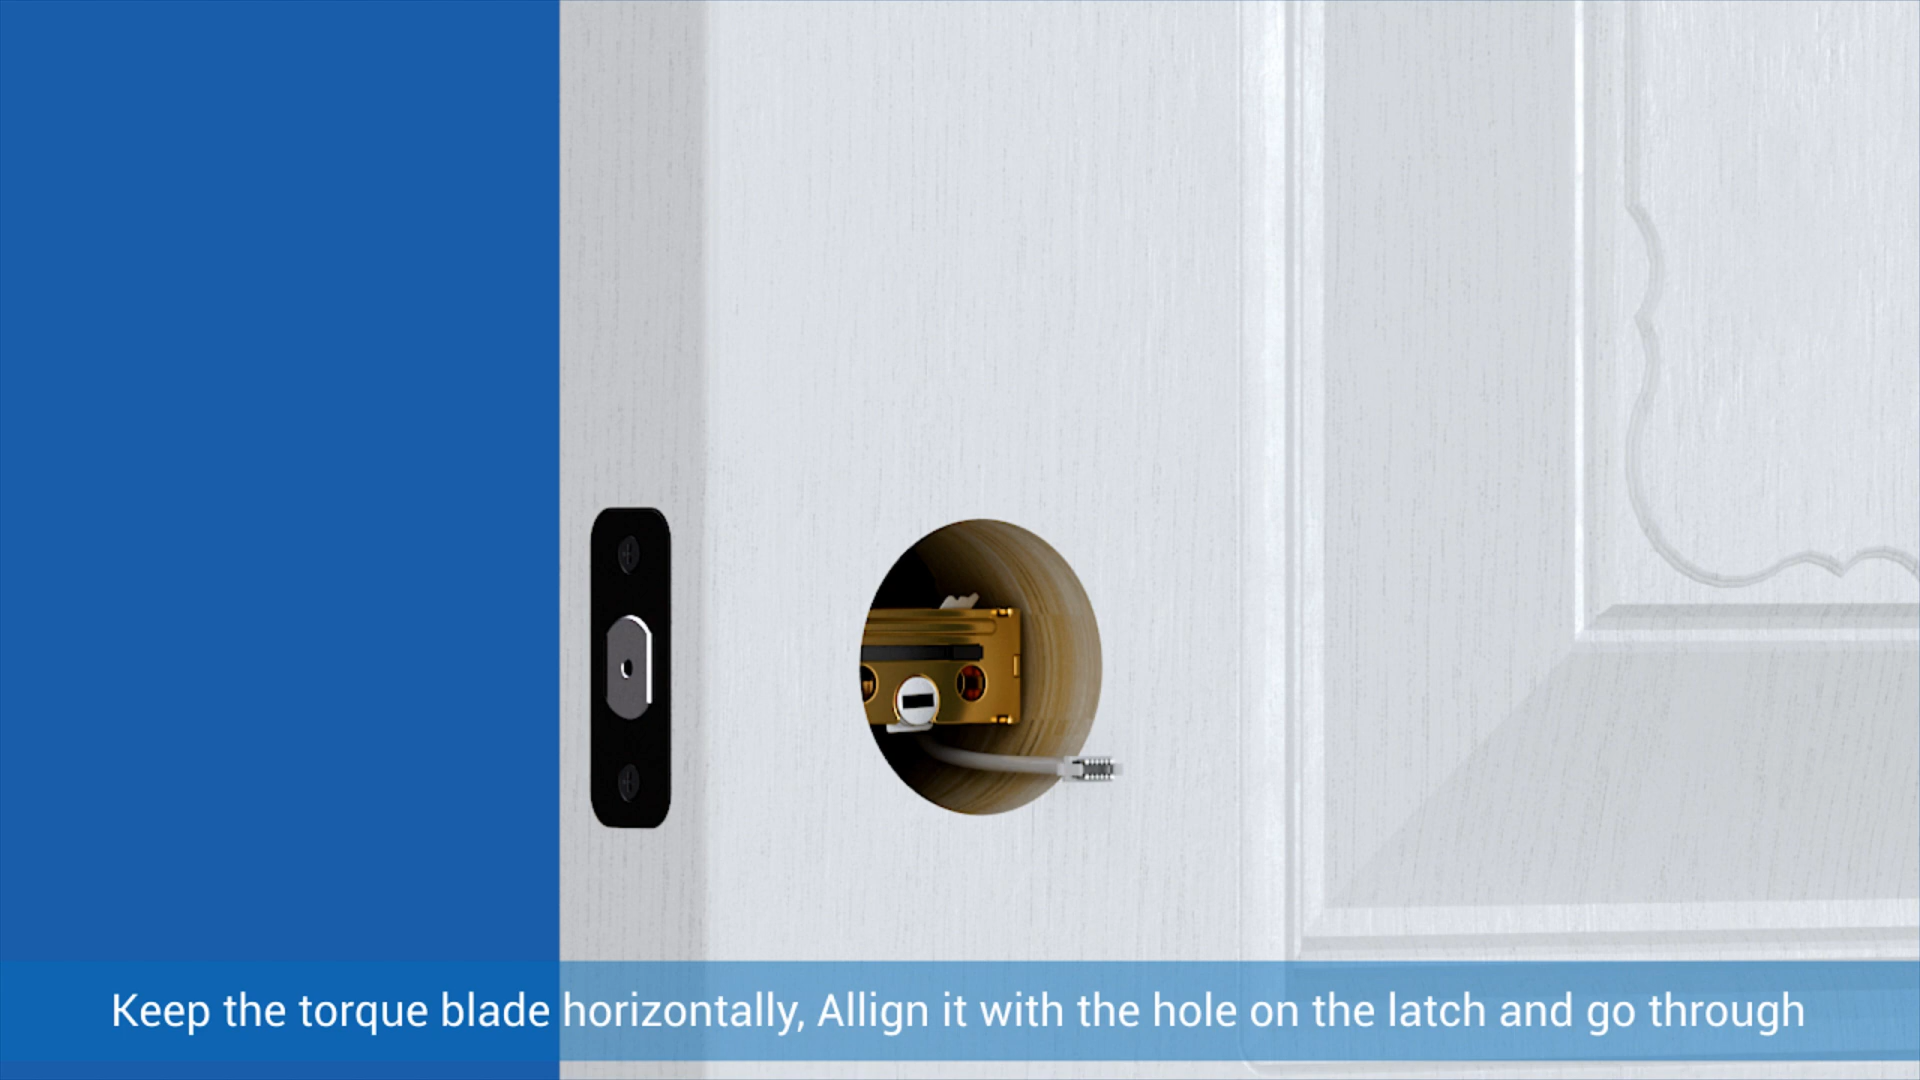 Keep the torque blade horizontally, Allign it with the hole on the latch and go through